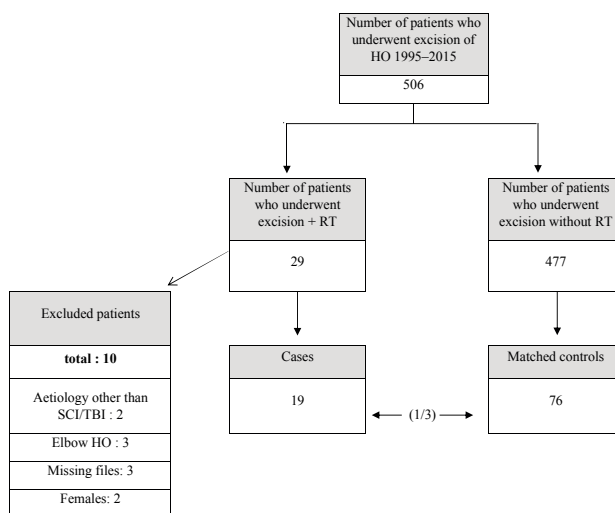 Number of patients who
underwent excision of
HO 1995–2015
506
Number of patients
who underwent
excision + RT
29
Number of patients
who underwent
excision without RT
477
Excluded patients
total : 10
Aetiology other than
SCI/TBI : 2
Elbow HO : 3
Missing files: 3
Females: 2
Cases
19
(1/3)
Matched controls
76